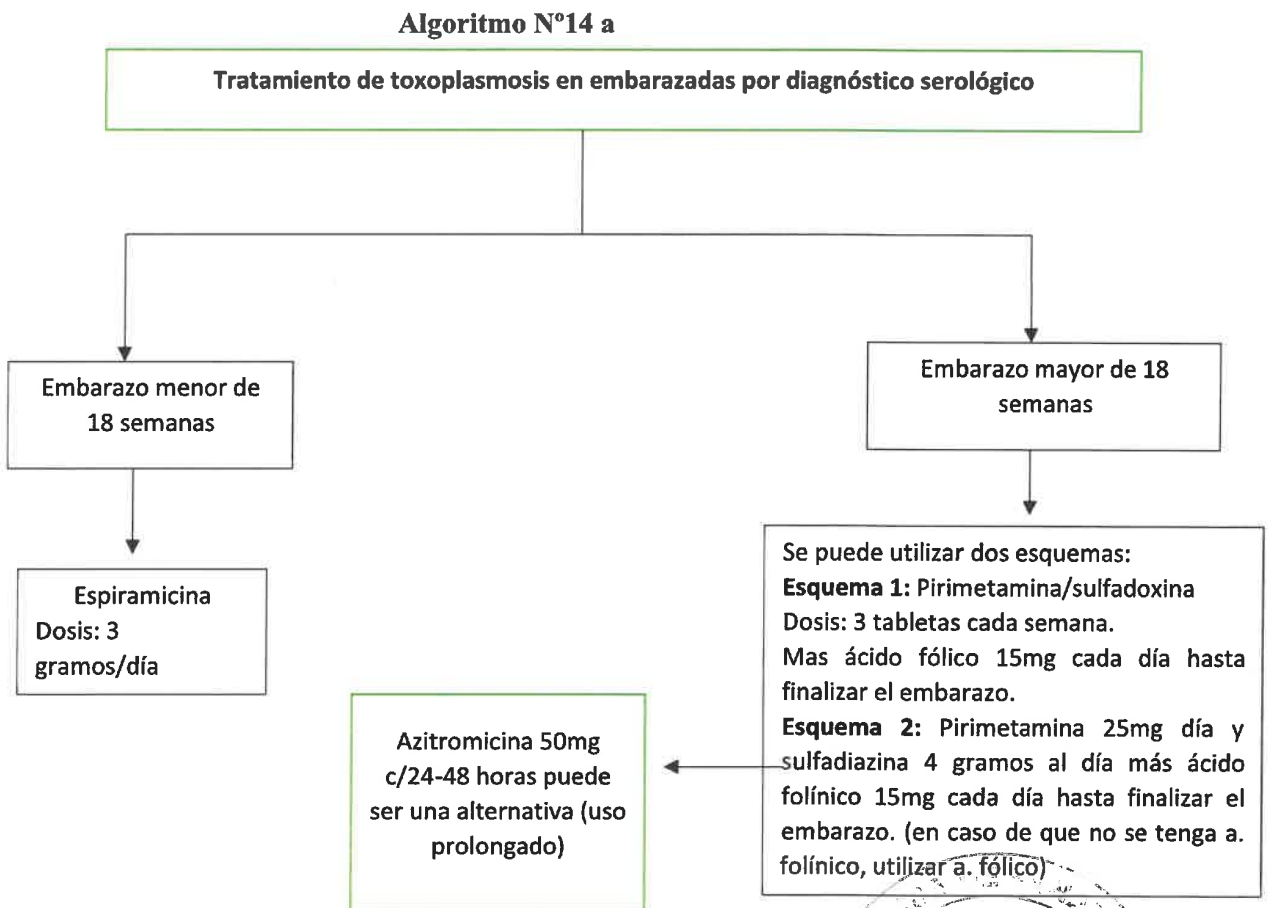 Algoritmo Nº14 a
Tratamiento de toxoplasmosis en embarazadas por diagnóstico serológico
Embarazo menor de
18 semanas
Embarazo mayor de 18
semanas
Espiramicina
Dosis: 3
gramos/día
Se puede utilizar dos esquemas:
Esquema 1: Pirimetamina/sulfadoxina
Dosis: 3 tabletas cada semana.
Mas ácido fólico 15mg cada día hasta
finalizar el embarazo.
Esquema 2: Pirimetamina 25mg día y
sulfadiazina 4 gramos al día más ácido
folínico 15mg cada día hasta finalizar el
embarazo. (en caso de que no se tenga a.
folínico, utilizar a. fólico)
Azitromicina 50mg
c/24-48 horas puede
ser una alternativa (uso
prolongado)